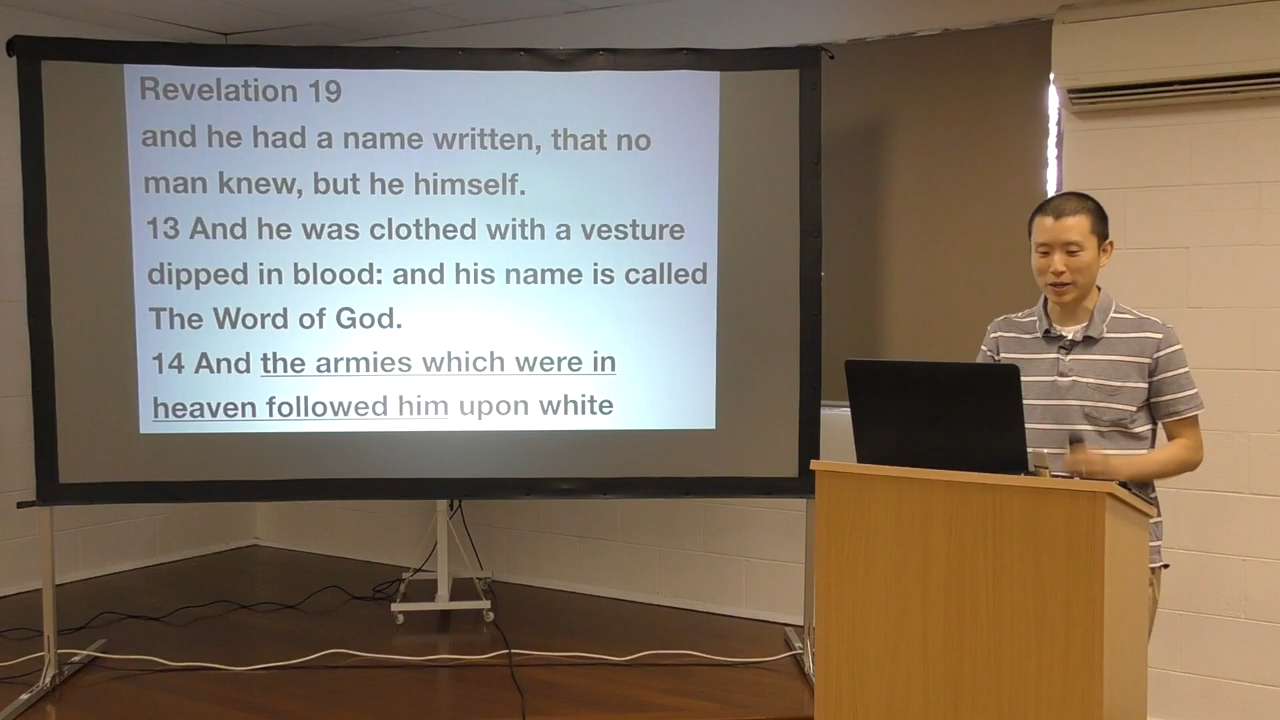 Revelation 19
and he had a name written, that no
man knew, but he himself.
13 And he was clothed with a vesture
dipped in blood: and his name is called
The Word of God.
14 And the armies which were in
heaven followed him upon white